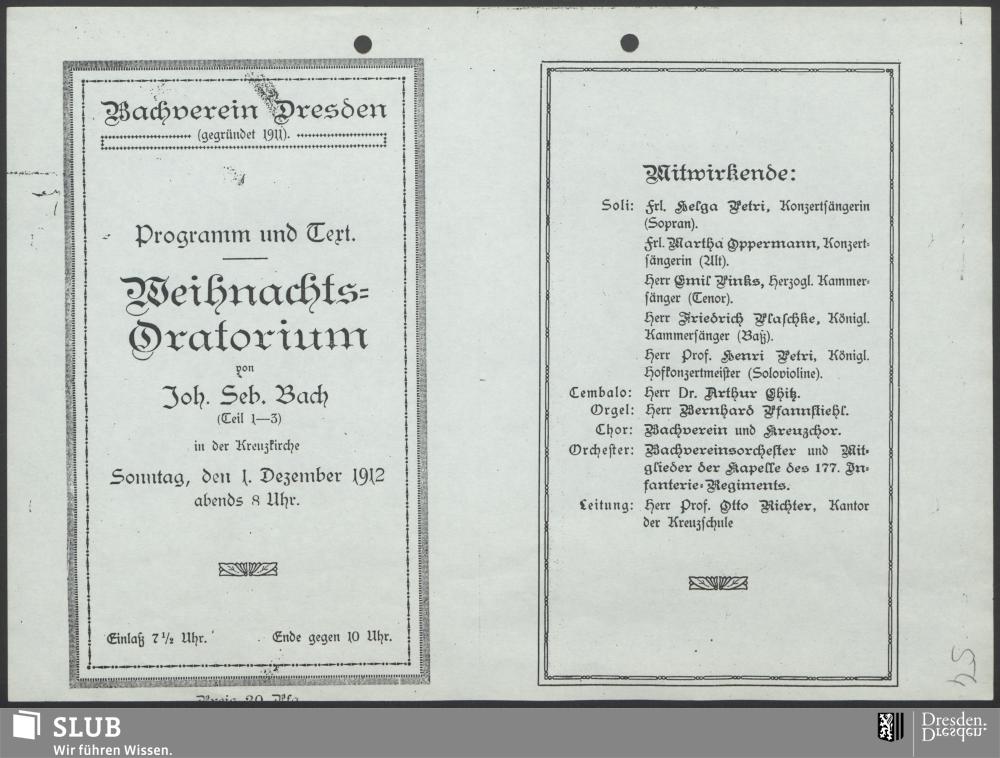 Bachverein Dresden
(gegründet 1911).
Programm und Text.
Weihnachts-
Oratorium
von
Joh. Seb. Bach
(Teil 1—3)
in der Kreuzkirche
Sonntag, den 1. Dezember 1912
abends 8 Uhr.
Einlaß 7 1/2 Uhr. Ende gegen 10 Uhr.
Preis 20 Pfg
Mitwirkende:
Soli: Frl. Helga Petri, Konzertsängerin
(Sopran).
Frl. Martha Oppermann, Konzert-
sängerin (Alt).
Herr Emil Pinks, Herzogl. Kammer-
sänger (Tenor).
Herr Friedrich Plaschke, Königl.
Kammersänger (Baß).
Herr Prof. Henri Petri, Königl.
Hofkonzertmeister (Solovioline).
Cembalo: Herr Dr. Arthur Chitz.
Orgel: Herr Bernhard Pfannstiehl.
Chor: Bachverein und Kreuzchor.
Orchester: Bachvereinsorchester und Mit-
glieder der Kapelle des 177. In-
fanterie-Regiments.
Leitung: Herr Prof. Otto Richter, Kantor
der Kreuzschule
SLUB
Wir führen Wissen.
Dresden.
Dresden.